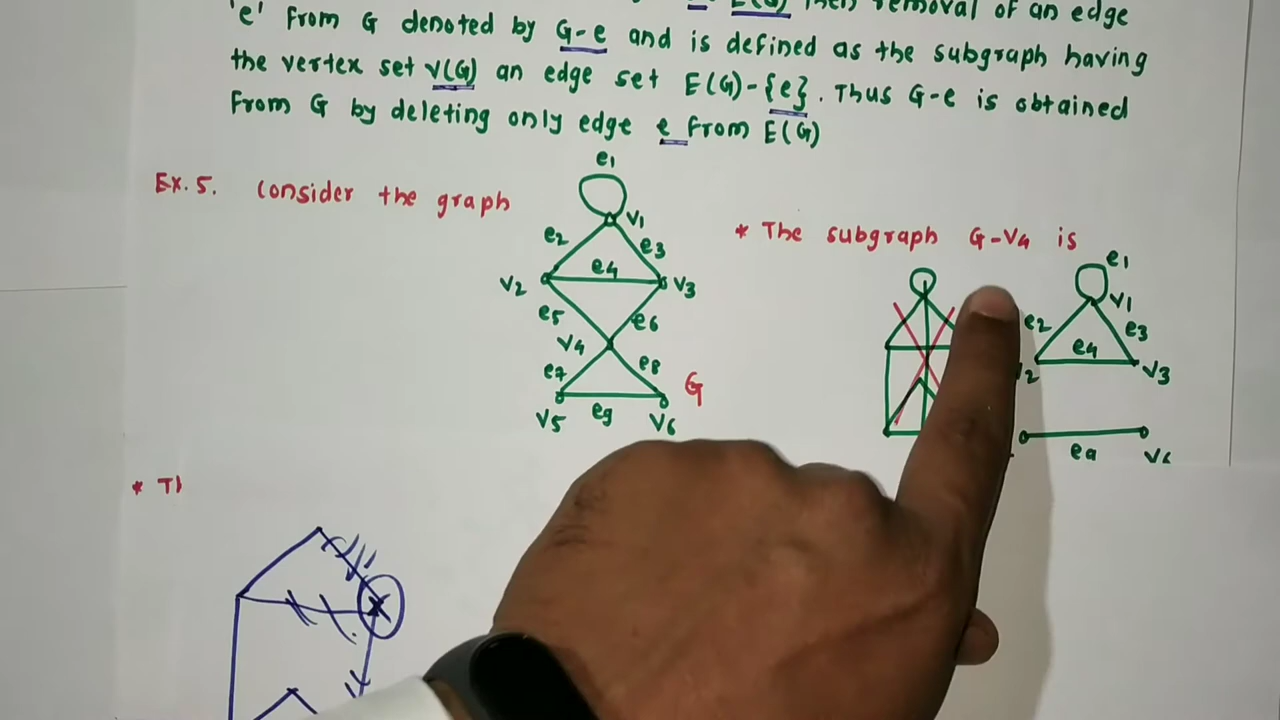 'e' From G denoted by G-e and is defined as the subgraph having
the vertex set V(G) an edge set E(G)-{e}. Thus G-e is obtained
From G by deleting only edge e from E(G)
Ex. 5. Consider the graph
e1
V1
e2
e3
e4
V2
V3
e5
e6
V4
e7
e8
G
V5
e9
V6
* The subgraph G-V4 is
e1
V1
e2
e3
e4
V3
V6
* Th